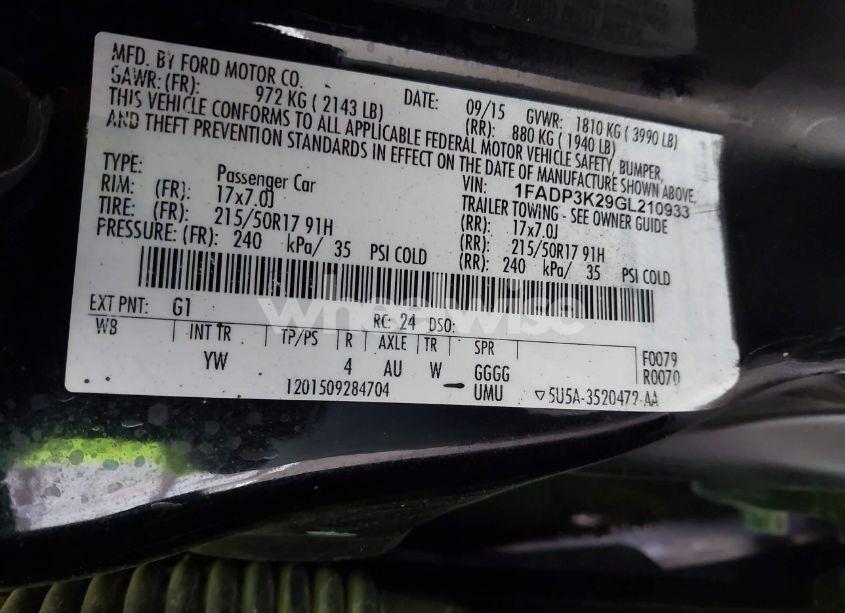 MFD. BY FORD MOTOR CO.
DATE: 09/15 GVWR: 1810 KG ( 3990 LB)
GAWR: (FR): 972 KG ( 2143 LB) (RR): 880 KG ( 1940 LB)
THIS VEHICLE CONFORMS TO ALL APPLICABLE FEDERAL MOTOR VEHICLE SAFETY, BUMPER,
AND THEFT PREVENTION STANDARDS IN EFFECT ON THE DATE OF MANUFACTURE SHOWN ABOVE.
VIN: 1FADP3K29GL210933
TYPE: Passenger Car TRAILER TOWING - SEE OWNER GUIDE
RIM: (FR): 17x7.0J (RR): 17x7.0J
TIRE: (FR): 215/50R17 91H (RR): 215/50R17 91H
PRESSURE: (FR): 240 kPa/ 35 PSI COLD (RR): 240 kPa/ 35 PSI COLD
wheelwise
EXT PNT: G1 RC: 24 DSO:
WB INT TR TP/PS R AXLE TR SPR F0079
YW 4 AU W GGGG R0070
1201509284704 UMU ▽5U5A-3520472-AA